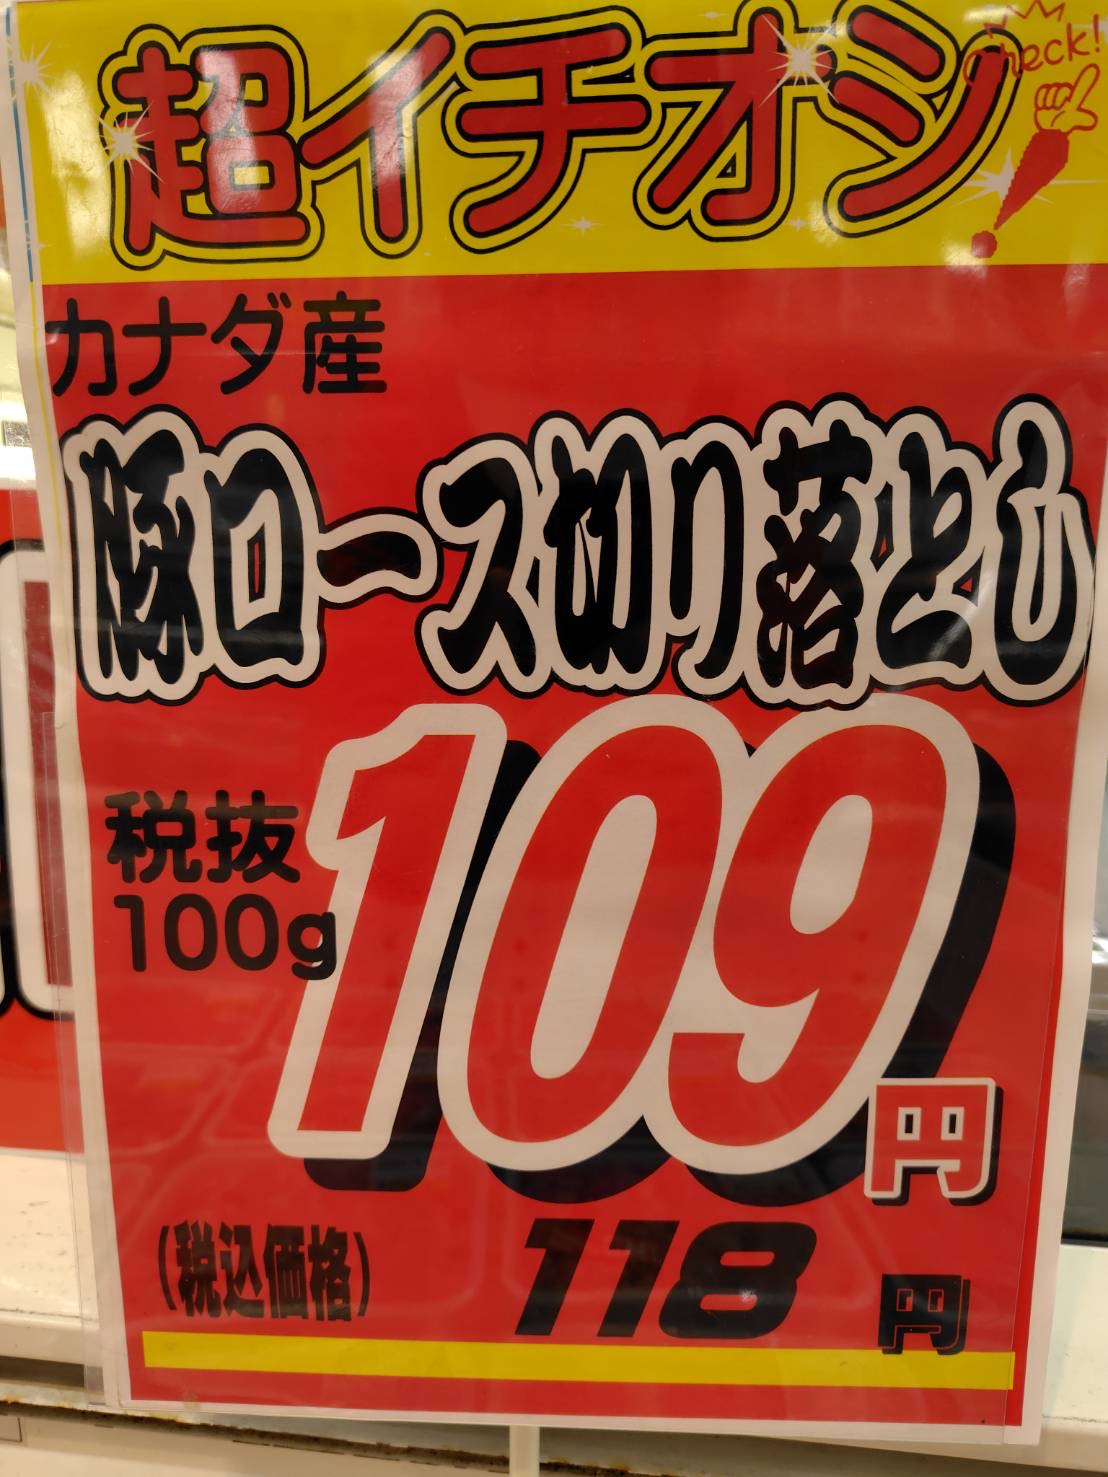 超イチオシ
Check!
カナダ産
豚ロース切り落とし
税抜
100g
109円
(税込価格) 118円